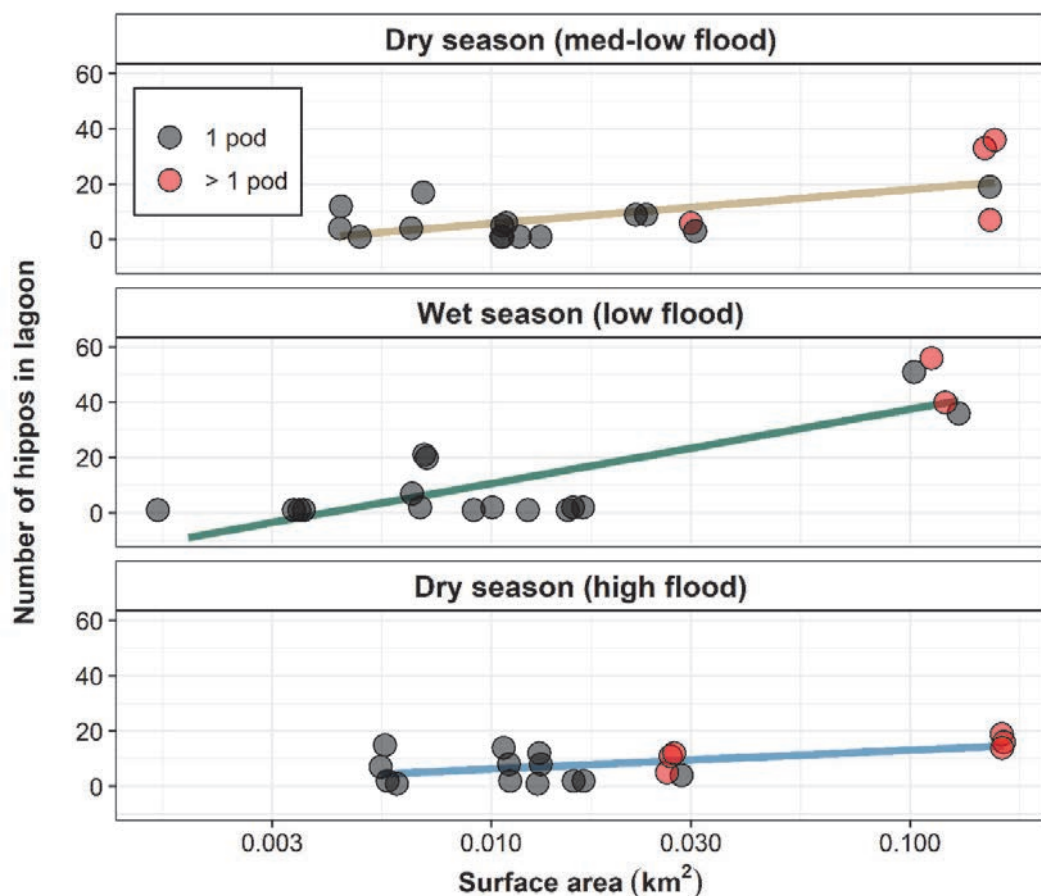 Dry season (med-low flood)
60
40
20
0
1 pod
> 1 pod
Wet season (low flood)
60
40
20
0
Number of hippos in lagoon
Dry season (high flood)
60
40
20
0
0.003 0.010 0.030 0.100
Surface area (km²)